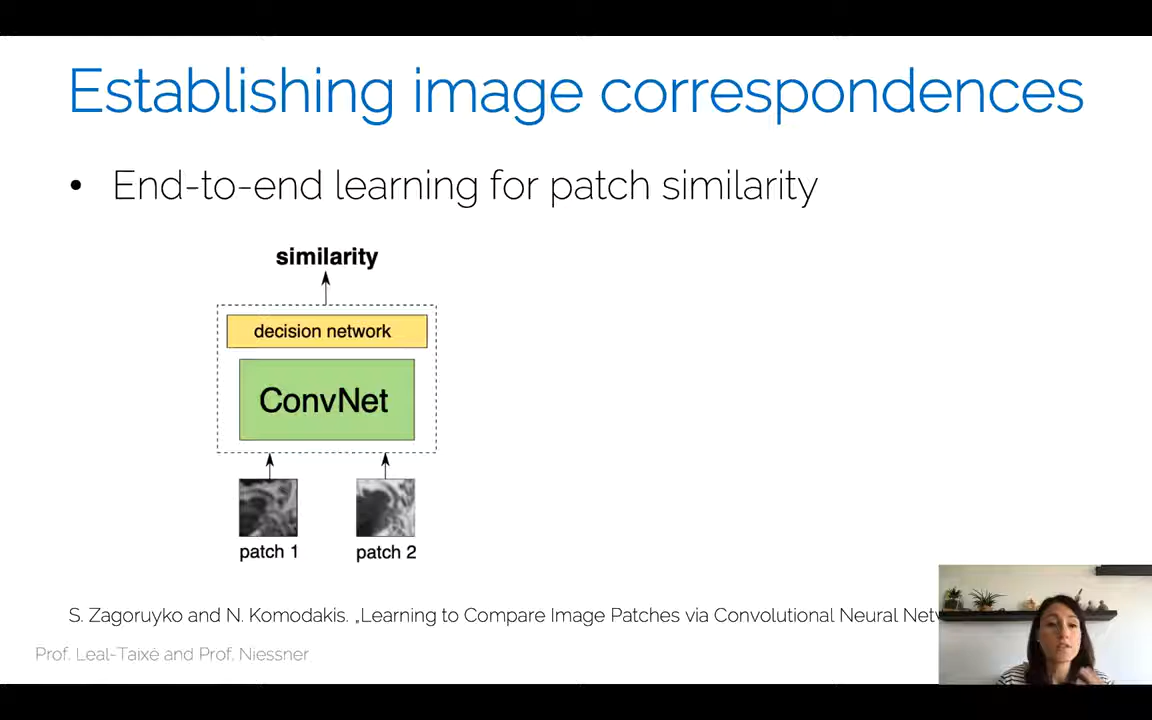 Establishing image correspondences
• End-to-end learning for patch similarity
similarity
decision network
ConvNet
patch 1
patch 2
S. Zagoruyko and N. Komodakis. „Learning to Compare Image Patches via Convolutional Neural
Prof. Leal-Taixé and Prof. Niessner